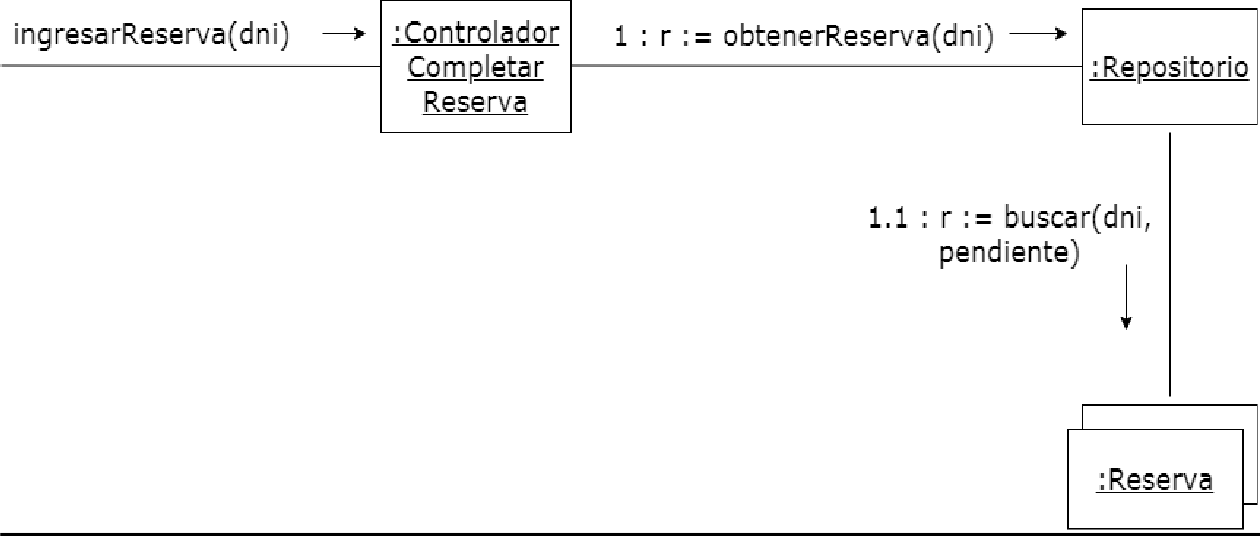 ingresarReserva(dni)
:Controlador
Completar
Reserva
1 : r := obtenerReserva(dni)
:Repositorio
1.1 : r := buscar(dni,
pendiente)
:Reserva